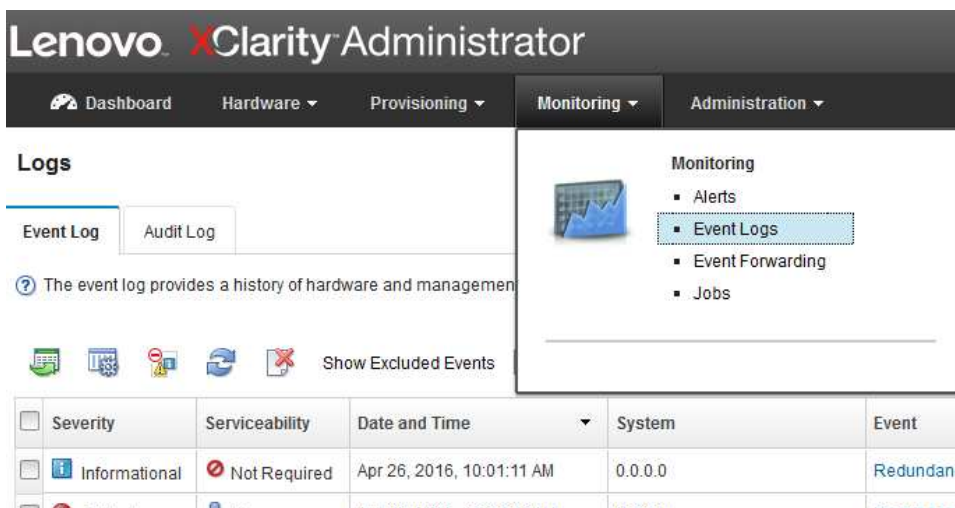 Lenovo. XClarity Administrator
Dashboard Hardware Provisioning Monitoring Administration
Logs
Monitoring
Alerts
Event Logs
Event Forwarding
Jobs
Event Log Audit Log
The event log provides a history of hardware and managemen
Show Excluded Events
Severity Serviceability Date and Time System Event
Informational Not Required Apr 26, 2016, 10:01:11 AM 0.0.0.0 Redundan